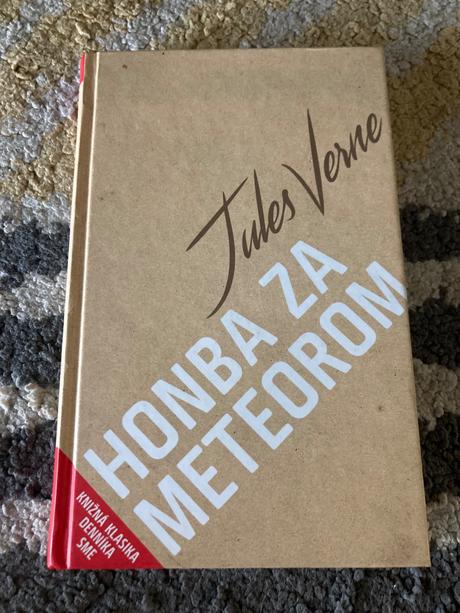 Jules Verne
HONBA ZA
METEOROM
KNIŽNÁ KLASIKA
DENNÍKA
SME